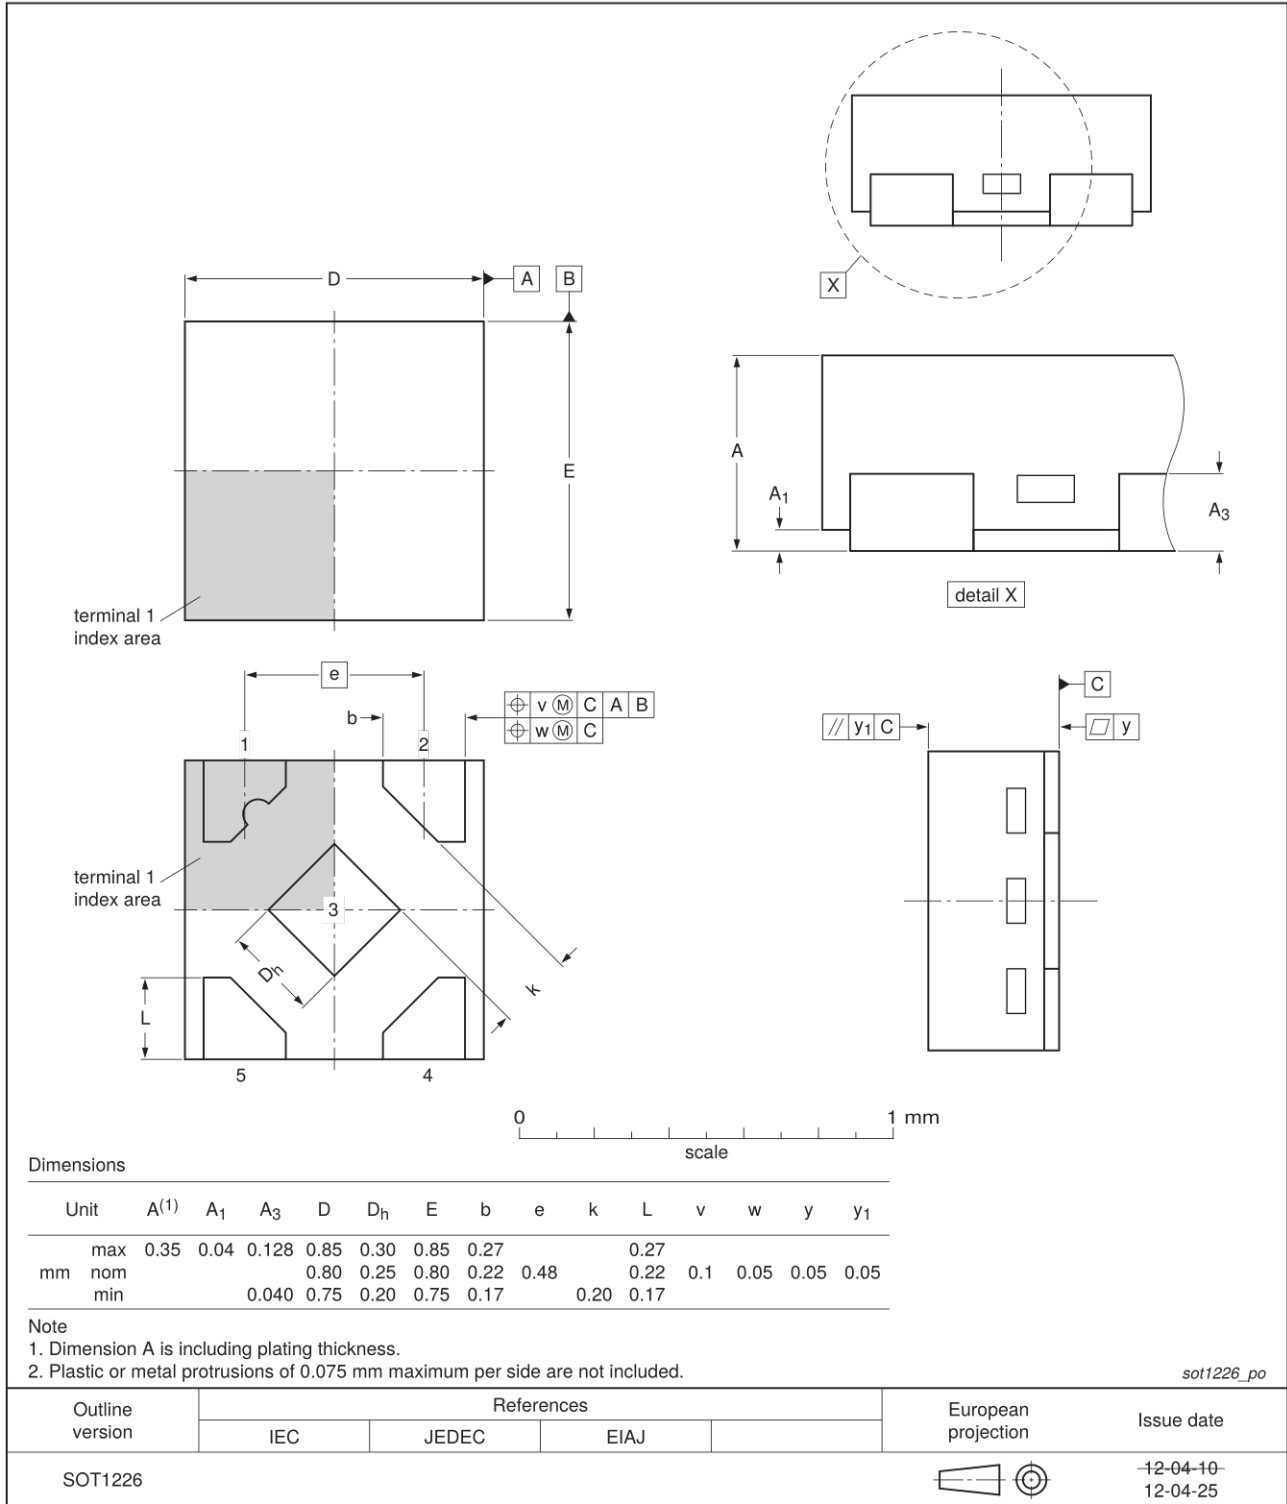 X
D
A
B
E
terminal 1
index area
A
A1
A3
detail X
e
b
v M C A B
w M C
1
2
terminal 1
index area
3
Dh
k
L
5
4
C
// y1 C
y
0
1 mm
scale
Dimensions
Unit A(1) A1 A3 D Dh E b e k L v w y y1
max 0.35 0.04 0.128 0.85 0.30 0.85 0.27 0.27
mm nom 0.80 0.25 0.80 0.22 0.48 0.22 0.1 0.05 0.05 0.05
min 0.040 0.75 0.20 0.75 0.17 0.20 0.17
Note
1. Dimension A is including plating thickness.
2. Plastic or metal protrusions of 0.075 mm maximum per side are not included.
sot1226_po
Outline
version
References
IEC JEDEC EIAJ
European
projection
Issue date
SOT1226
12-04-10
12-04-25